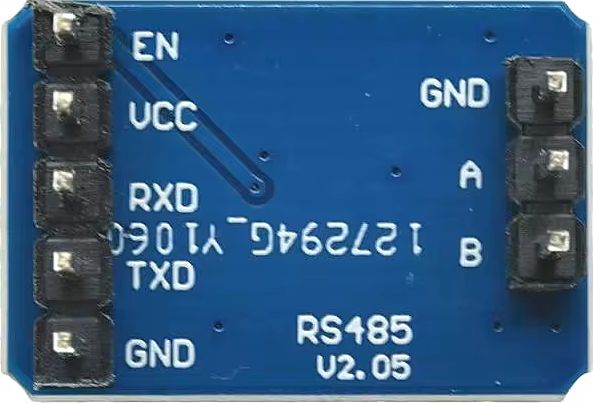 EN
VCC
GND
RXD
A
127294G_Y1060
TXD
B
GND
RS485
V2.05